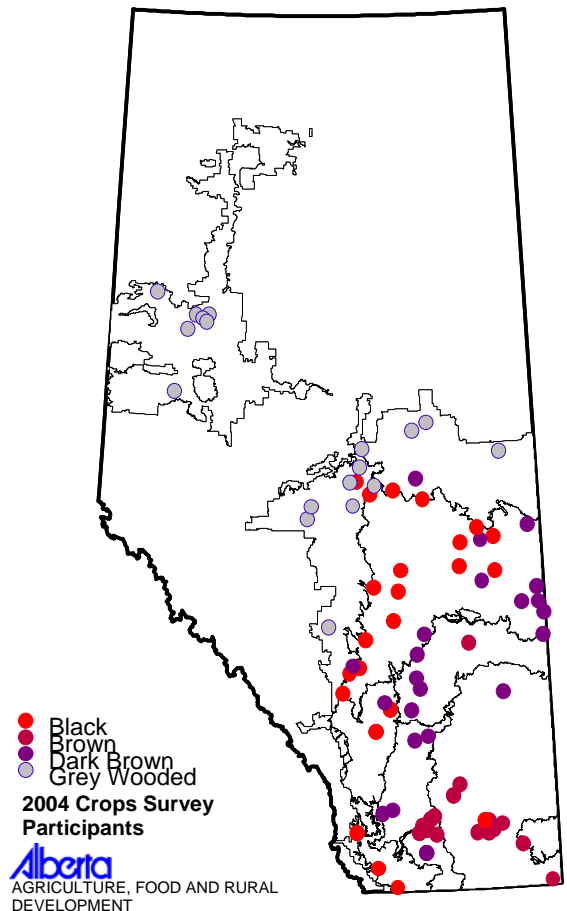 Black
Brown
Dark Brown
Grey Wooded
2004 Crops Survey
Participants
Alberta
AGRICULTURE, FOOD AND RURAL
DEVELOPMENT